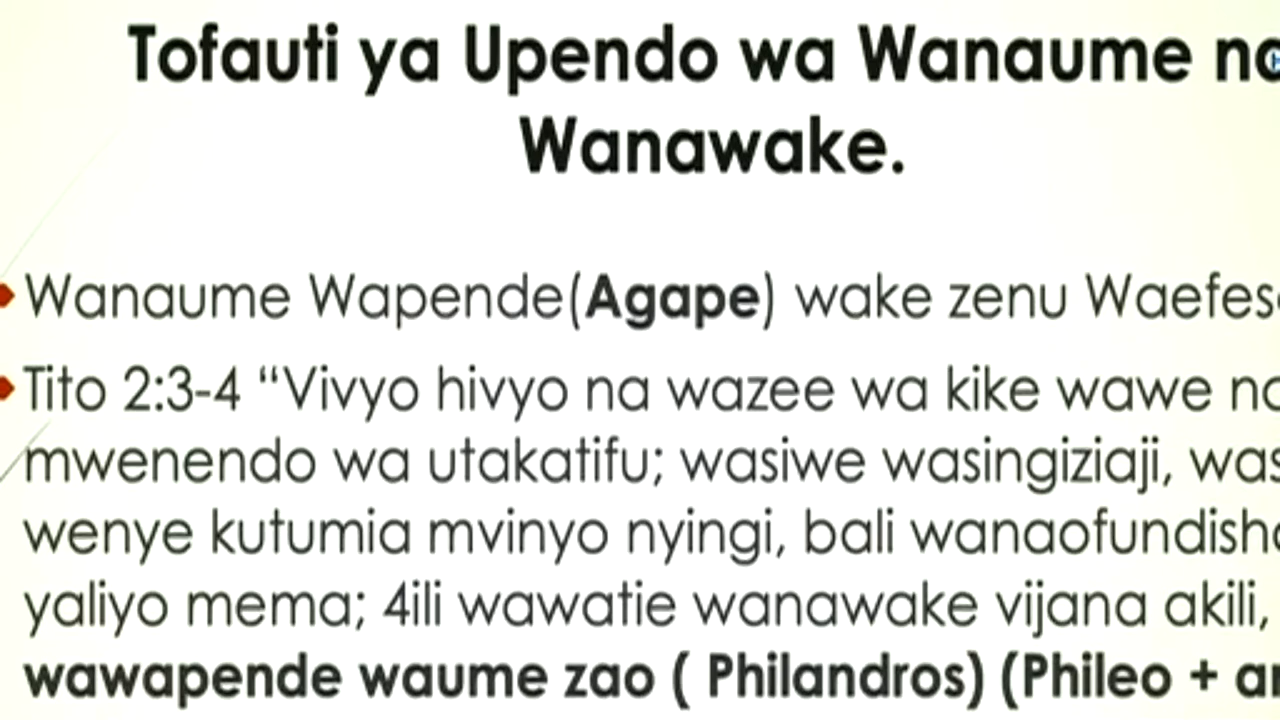 Tofauti ya Upendo wa Wanaume na
Wanawake.
Wanaume Wapende(Agape) wake zenu Waefes
Tito 2:3-4 “Vivyo hivyo na wazee wa kike wawe na
mwenendo wa utakatifu; wasiwe wasingiziaji, was
wenye kutumia mvinyo nyingi, bali wanaofundisha
yaliyo mema; 4ili wawatie wanawake vijana akili,
wawapende waume zao ( Philandros) (Phileo + an